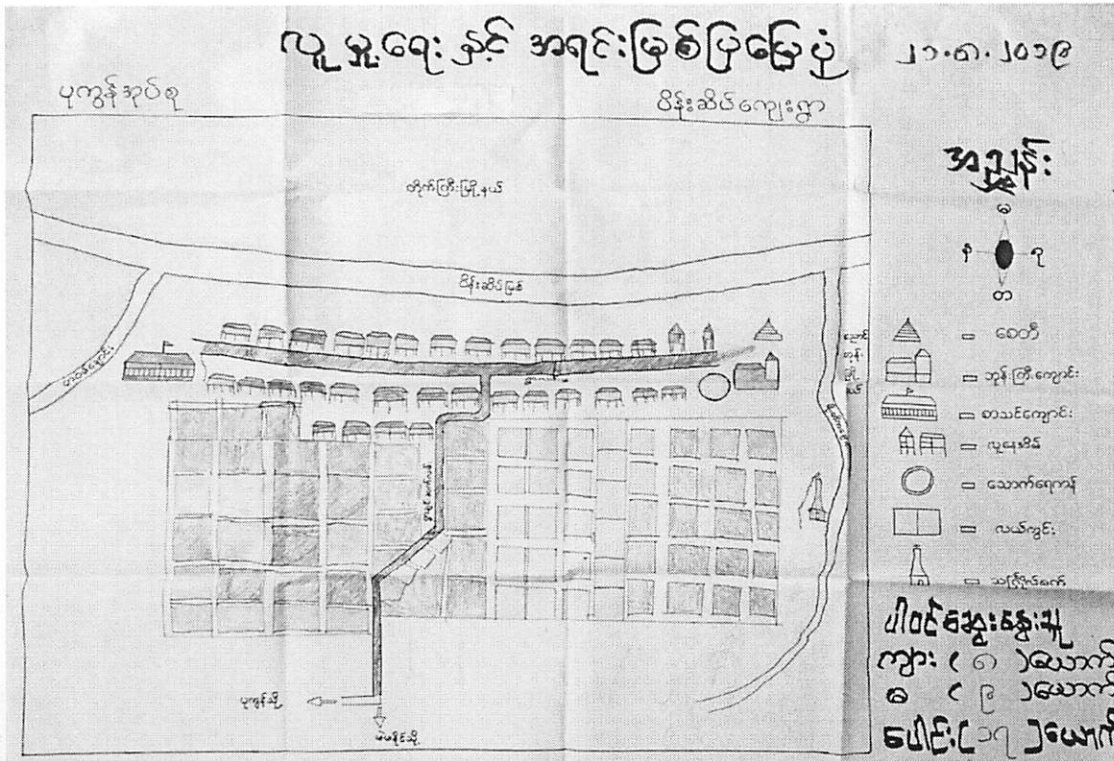 လူမှု့ရေးနှင့် အရင်းမြစ်ပြမြေပုံ ၂၁.၈.၂၀၁၉
ပုကွန်အုပ်စု ပိန်းဆိပ်ကျေးရွာ
တိုက်ကြီးမြို့နယ်
ပိန်းဆိပ်မြစ်
အညွှန်း
မ
ရ
တ
= စေတီ
= ဘုန်းကြီးကျောင်း
= စာသင်ကျောင်း
= လူနေအိမ်
= သောက်ရေကန်
= လယ်ကွင်း
ပုကွန်သို့
ပါဝင်ဆွေးနွေးသူ
ကျား ( ၈ )ယောက်
မ ( ၉ )ယောက်
ပေါင်း ( ၁၇ )ယောက်